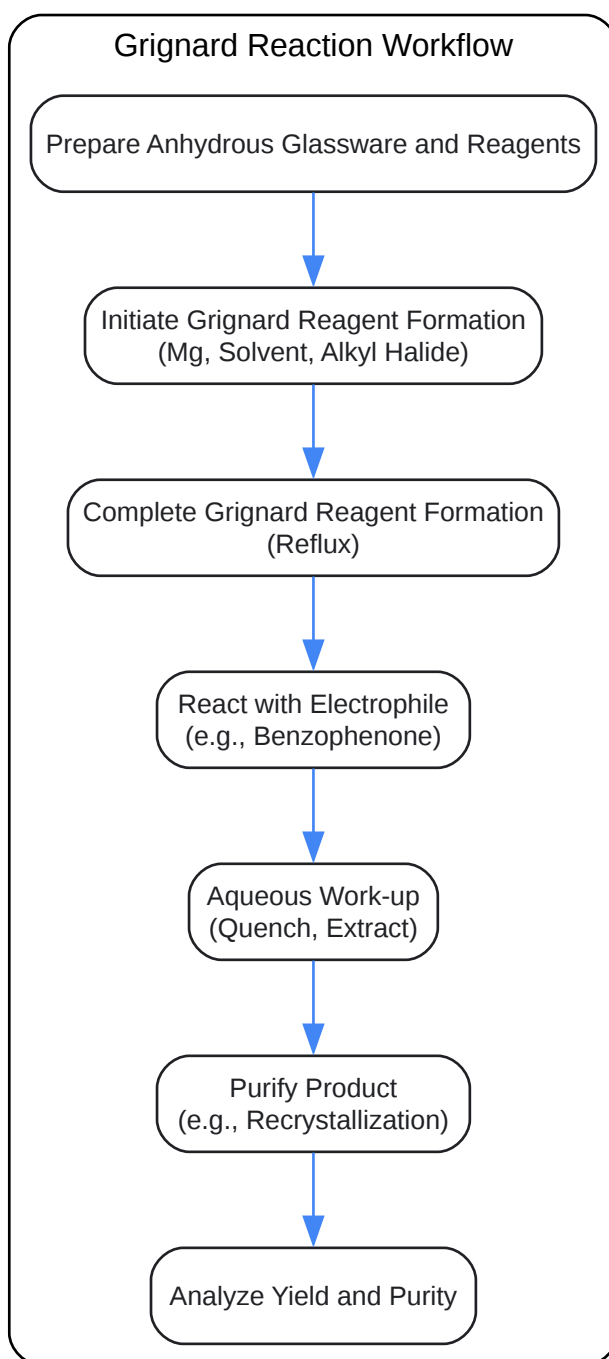 Grignard Reaction Workflow
Prepare Anhydrous Glassware and Reagents
Initiate Grignard Reagent Formation
(Mg, Solvent, Alkyl Halide)
Complete Grignard Reagent Formation
(Reflux)
React with Electrophile
(e.g., Benzophenone)
Aqueous Work-up
(Quench, Extract)
Purify Product
(e.g., Recrystallization)
Analyze Yield and Purity